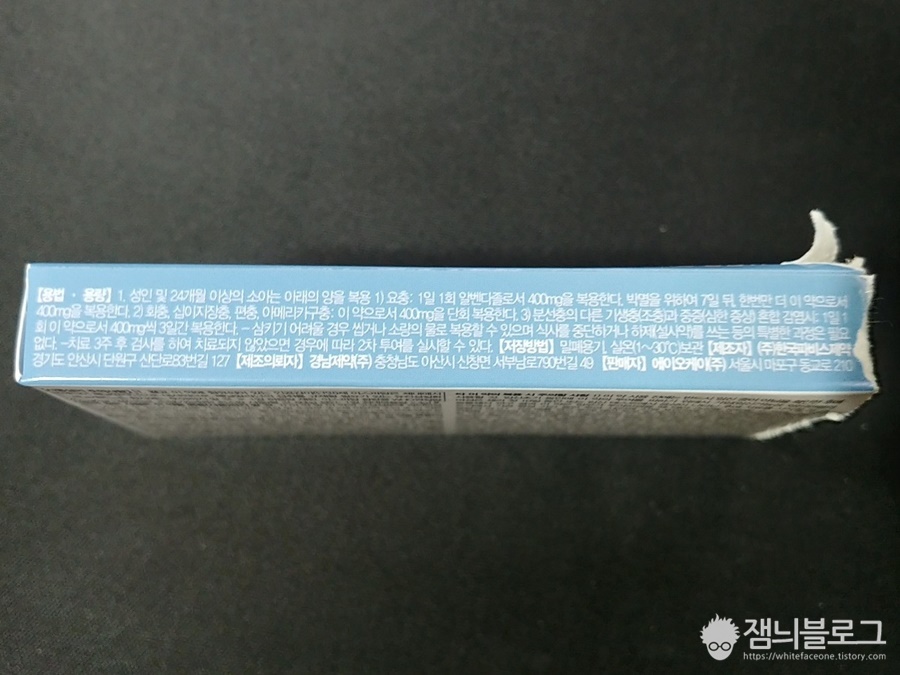 [용법 · 용량] 1. 성인 및 24개월 이상의 소아는 아래의 양을 복용 1) 요충: 1일 1회 알벤다졸로서 400mg을 복용한다. 박멸을 위하여 7일 뒤, 한번만 더 이 약으로서
400mg을 복용한다. 2) 회충, 십이지장충, 편충, 아메리카구충: 이 약으로서 400mg을 단회 복용한다. 3) 분선충의 다른 기생충(조충)과 중증(심한 증상) 혼합 감염시: 1일 1
회 이 약으로서 400mg씩 3일간 복용한다. - 삼키기 어려울 경우 씹거나 소량의 물로 복용할 수 있으며 식사를 중단하거나 하제(설사약)를 쓰는 등의 특별한 과정은 필요
없다. -치료 3주 후 검사를 하여 치료되지 않았으면 경우에 따라 2차 투여를 실시할 수 있다. [저장방법] 밀폐용기, 실온(1~30℃)보관 [제조자] (주)한국파비스제약
경기도 안산시 단원구 산단로83번길 127 [제조의뢰자] 경남제약(주) 충청남도 아산시 신창면 서부남로790번길 49 [판매자] 에이오케이(주) 서울시 마포구 동교로 210
잼늬블로그
https://whitefaceone.tistory.com